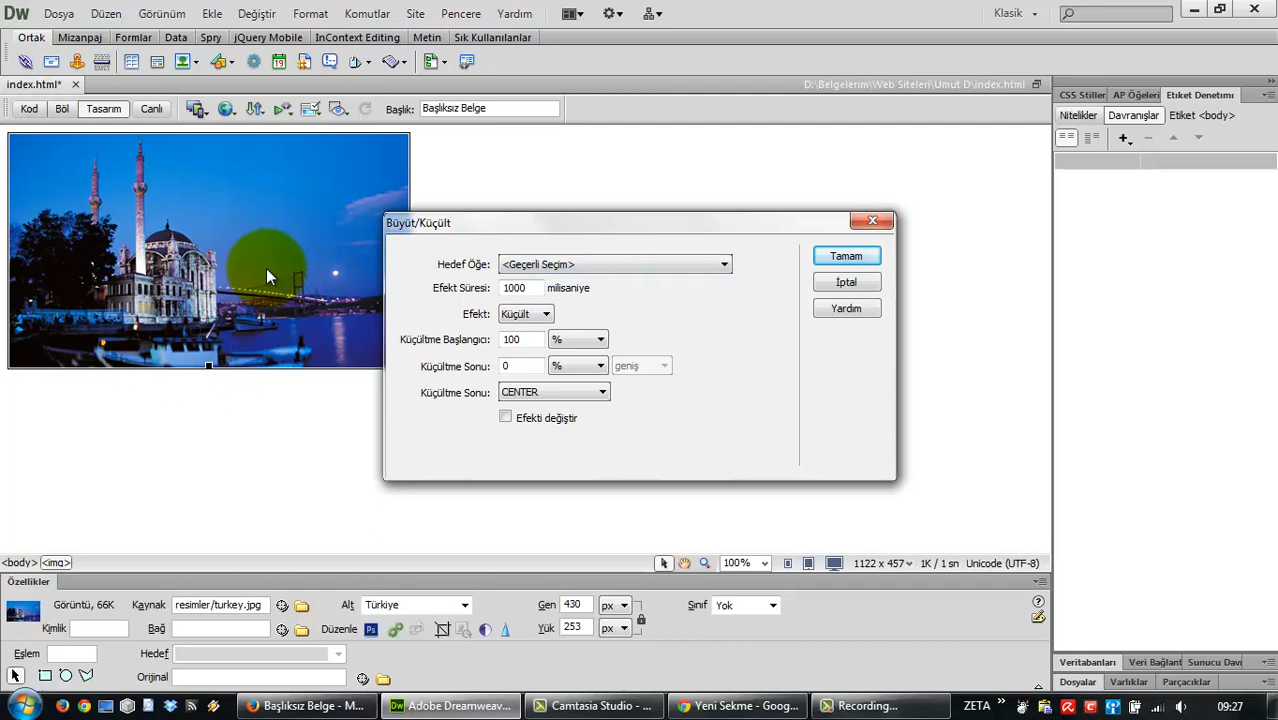 Dw Dosya Düzen Görünüm Ekle Değiştir Format Komutlar Site Pencere Yardım Klasik
Ortak Mizanpaj Formlar Data Spry jQuery Mobile InContext Editing Metin Sık Kullanılanlar
index.html* D:\Belgelerim\Web Siteleri\Umut D\index.html
CSS Stiller AP Öğeleri Etiket Denetimi
Kod Böl Tasarım Canlı Başlık: Başlıksız Belge
Nitelikler Davranışlar Etiket <body>
Büyüt/Küçült
Hedef Öğe: <Geçerli Seçim> Tamam
Efekt Süresi: 1000 milisaniye İptal
Efekt: Küçült Yardım
Küçültme Başlangıcı: 100 %
Küçültme Sonu: 0 % geniş
Küçültme Sonu: CENTER
Efekti değiştir
<body> <img> 100% 1122 x 457 1K / 1 sn Unicode (UTF-8)
Özellikler
Görüntü, 66K Kaynak resimler/turkey.jpg Alt Türkiye Gen 430 px Sınıf Yok
Kimlik Bağ Düzenle Ps Yük 253 px
Eşlem Hedef
Orijinal
Veritabanları Veri Bağlant Sunucu Davr
Dosyalar Varlıklar Parçacıklar
Başlıksız Belge - M... Adobe Dreamweav... Camtasia Studio - ... Yeni Sekme - Goog... Recording... ZETA 09:27